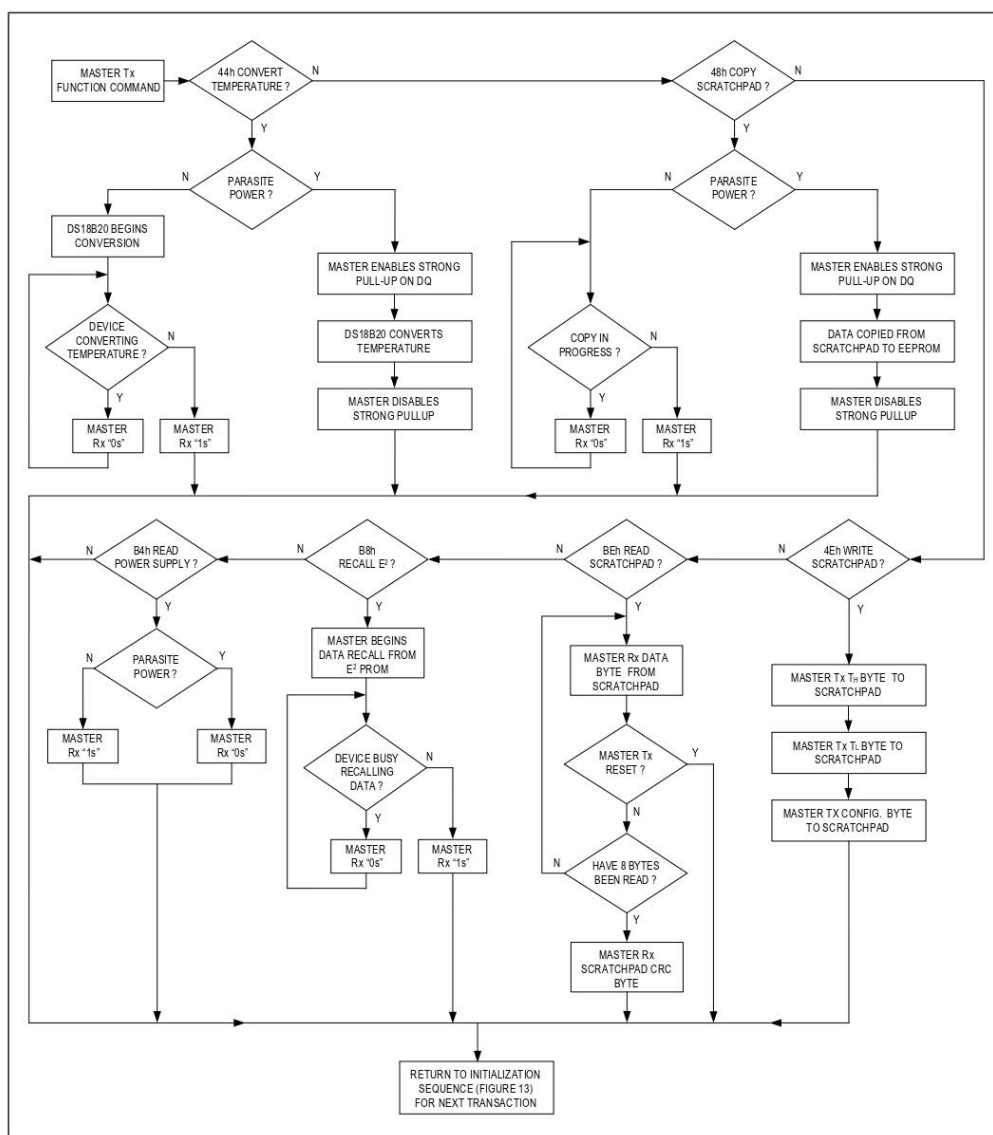 MASTER Tx
FUNCTION COMMAND
44h CONVERT
TEMPERATURE ?
N
Y
48h COPY
SCRATCHPAD ?
N
Y
PARASITE
POWER ?
N
Y
DS18B20 BEGINS
CONVERSION
DEVICE
CONVERTING
TEMPERATURE ?
N
Y
MASTER
Rx “0s”
MASTER
Rx “1s”
MASTER ENABLES STRONG
PULL-UP ON DQ
DS18B20 CONVERTS
TEMPERATURE
MASTER DISABLES
STRONG PULLUP
PARASITE
POWER ?
N
Y
COPY IN
PROGRESS ?
N
Y
MASTER
Rx “0s”
MASTER
Rx “1s”
MASTER ENABLES STRONG
PULL-UP ON DQ
DATA COPIED FROM
SCRATCHPAD TO EEPROM
MASTER DISABLES
STRONG PULLUP
B4h READ
POWER SUPPLY ?
N
Y
PARASITE
POWER ?
N
Y
MASTER
Rx “1s”
MASTER
Rx “0s”
B8h
RECALL E² ?
N
Y
MASTER BEGINS
DATA RECALL FROM
E² PROM
DEVICE BUSY
RECALLING
DATA ?
N
Y
MASTER
Rx “0s”
MASTER
Rx “1s”
BEh READ
SCRATCHPAD ?
N
Y
MASTER Rx DATA
BYTE FROM
SCRATCHPAD
MASTER Tx
RESET ?
Y
N
HAVE 8 BYTES
BEEN READ ?
N
Y
MASTER Rx
SCRATCHPAD CRC
BYTE
4Eh WRITE
SCRATCHPAD ?
N
Y
MASTER Tx TH BYTE TO
SCRATCHPAD
MASTER Tx TL BYTE TO
SCRATCHPAD
MASTER TX CONFIG. BYTE
TO SCRATCHPAD
RETURN TO INITIALIZATION
SEQUENCE (FIGURE 13)
FOR NEXT TRANSACTION